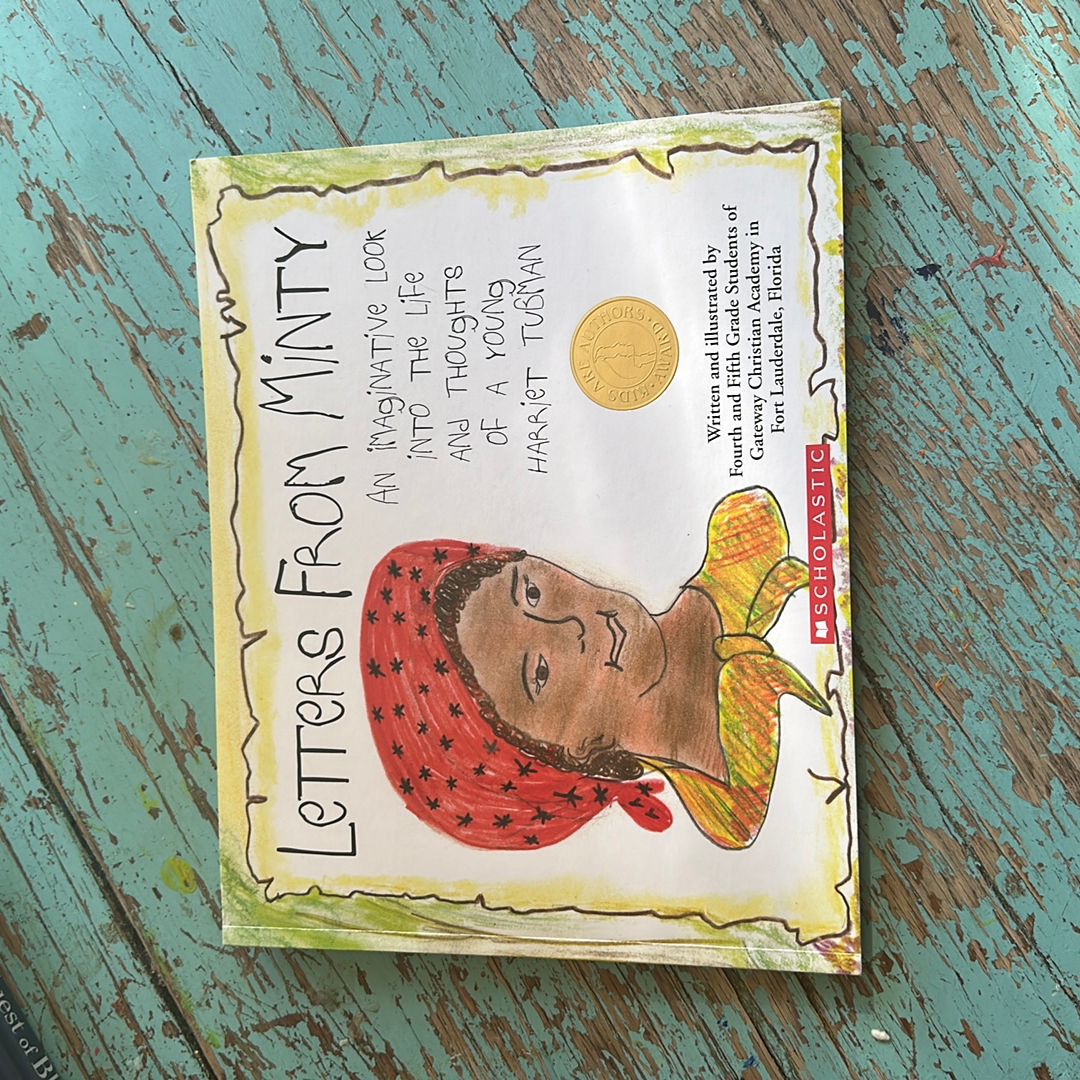 LETTERS FROM MINTY
AN IMAGINATIVE LOOK
INTO THE LIFE
AND THOUGHTS
OF A YOUNG
HARRIET TUBMAN
KIDS ARE AUTHORS · AWARD ·
Written and illustrated by
Fourth and Fifth Grade Students of
Gateway Christian Academy in
Fort Lauderdale, Florida
SCHOLASTIC
of